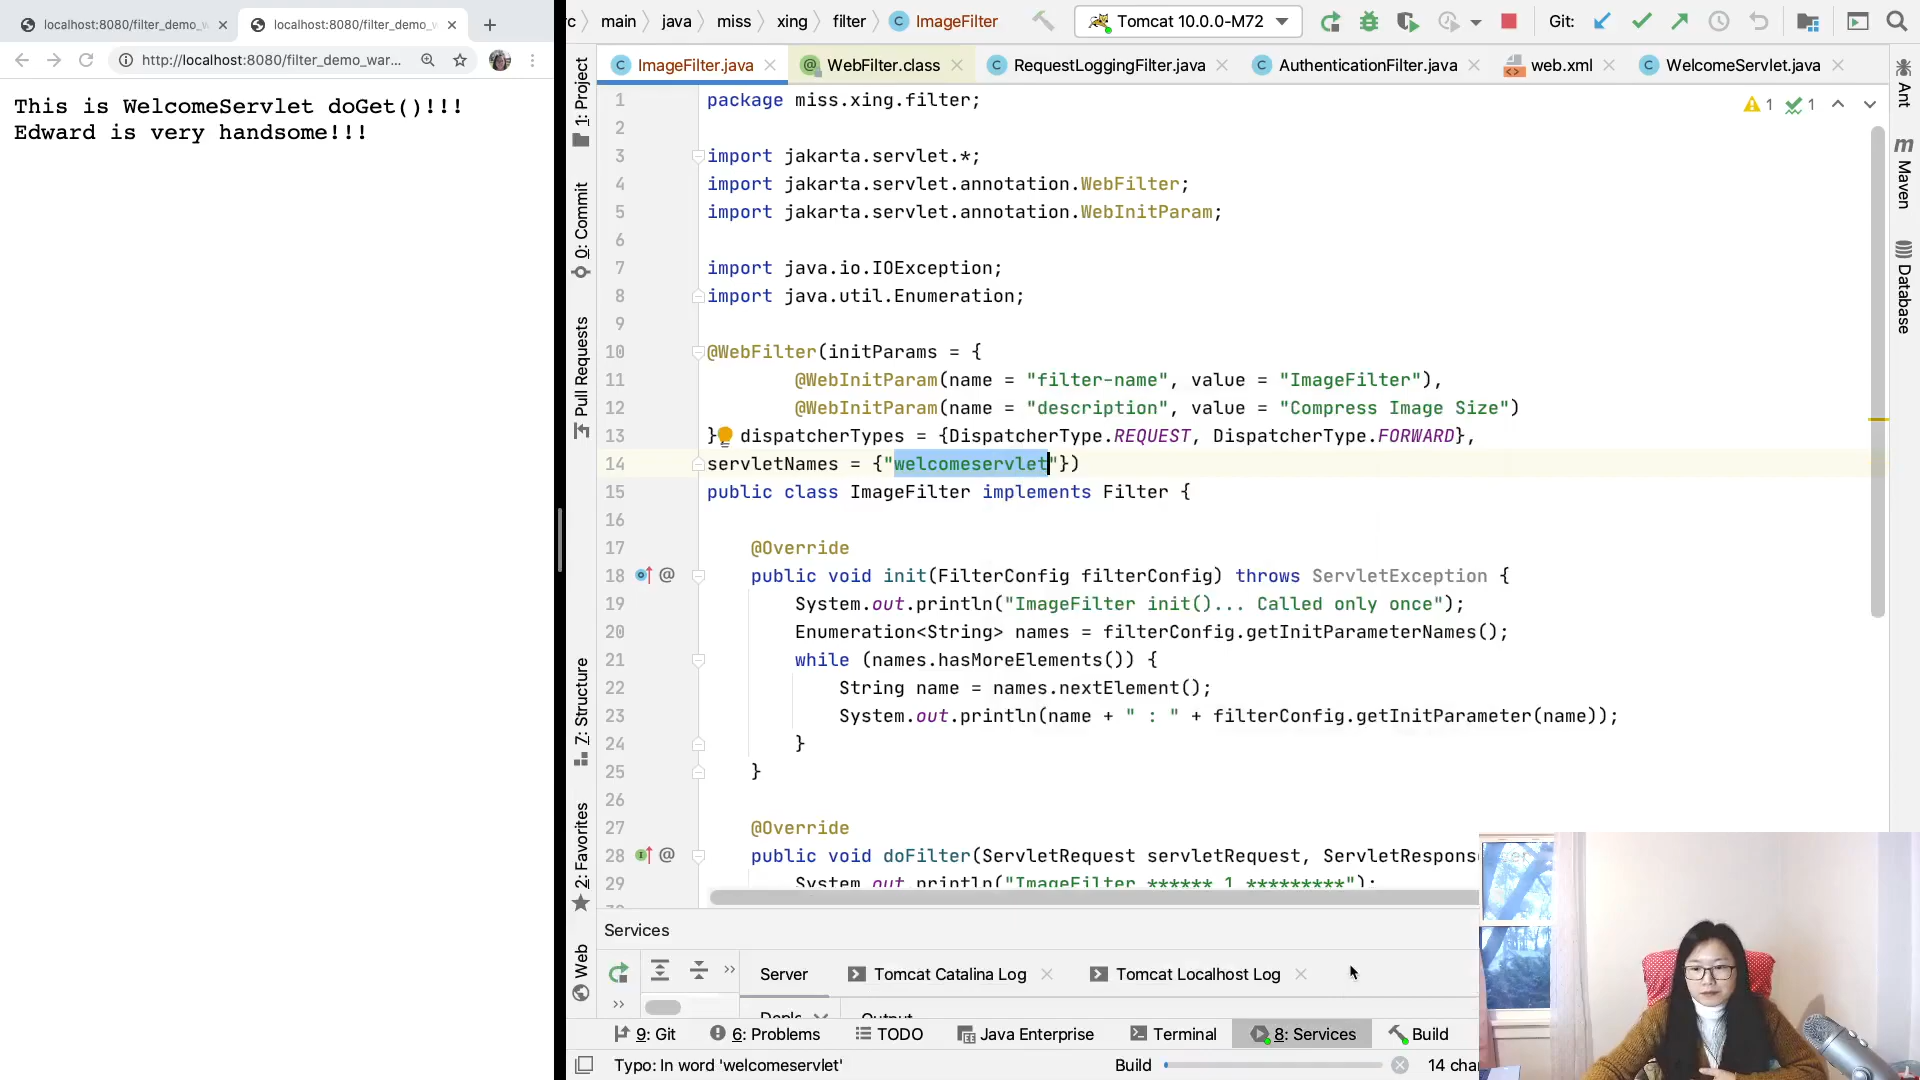 localhost:8080/filter_demo_w
localhost:8080/filter_demo_w
http://localhost:8080/filter_demo_war...
This is WelcomeServlet doGet()!!!
Edward is very handsome!!!
main
java
miss
xing
filter
ImageFilter
Tomcat 10.0.0-M72
Git:
ImageFilter.java
WebFilter.class
RequestLoggingFilter.java
AuthenticationFilter.java
web.xml
WelcomeServlet.java
1: Project
0: Commit
Pull Requests
7: Structure
2: Favorites
Web
Ant
Maven
Database
1 1
1 package miss.xing.filter;
2
3 import jakarta.servlet.*;
4 import jakarta.servlet.annotation.WebFilter;
5 import jakarta.servlet.annotation.WebInitParam;
6
7 import java.io.IOException;
8 import java.util.Enumeration;
9
10 @WebFilter(initParams = {
11 @WebInitParam(name = "filter-name", value = "ImageFilter"),
12 @WebInitParam(name = "description", value = "Compress Image Size")
13 } dispatcherTypes = {DispatcherType.REQUEST, DispatcherType.FORWARD},
14 servletNames = {"welcomeservlet"})
15 public class ImageFilter implements Filter {
16
17 @Override
18 public void init(FilterConfig filterConfig) throws ServletException {
19 System.out.println("ImageFilter init()... Called only once");
20 Enumeration<String> names = filterConfig.getInitParameterNames();
21 while (names.hasMoreElements()) {
22 String name = names.nextElement();
23 System.out.println(name + " : " + filterConfig.getInitParameter(name));
24 }
25 }
26
27 @Override
28 public void doFilter(ServletRequest servletRequest, ServletRespons
29 System.out.println("ImageFilter ****** 1 *********");
Services
Server
Tomcat Catalina Log
Tomcat Localhost Log
Output
9: Git
6: Problems
TODO
Java Enterprise
Terminal
8: Services
Build
Typo: In word 'welcomeservlet'
Build
14 cha